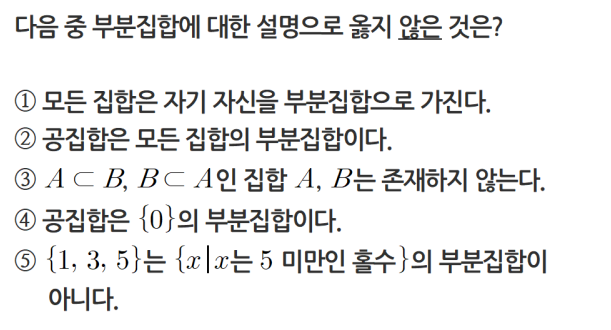 다음 중 부분집합에 대한 설명으로 옳지 않은 것은?
① 모든 집합은 자기 자신을 부분집합으로 가진다.
② 공집합은 모든 집합의 부분집합이다.
③ A ⊂ B, B ⊂ A인 집합 A, B는 존재하지 않는다.
④ 공집합은 {0}의 부분집합이다.
⑤ {1, 3, 5}는 {x|x는 5 미만인 홀수}의 부분집합이
아니다.